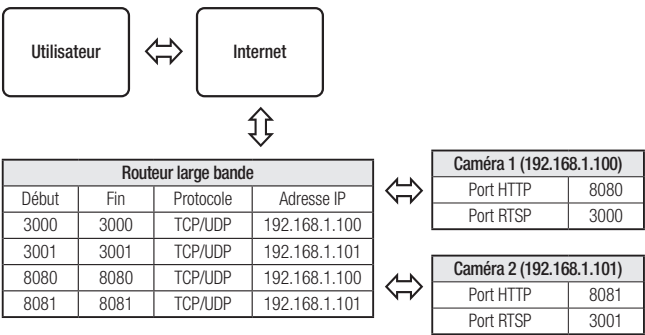 Utilisateur
Internet
Routeur large bande
Début Fin Protocole Adresse IP
3000 3000 TCP/UDP 192.168.1.100
3001 3001 TCP/UDP 192.168.1.101
8080 8080 TCP/UDP 192.168.1.100
8081 8081 TCP/UDP 192.168.1.101
Caméra 1 (192.168.1.100)
Port HTTP 8080
Port RTSP 3000
Caméra 2 (192.168.1.101)
Port HTTP 8081
Port RTSP 3001